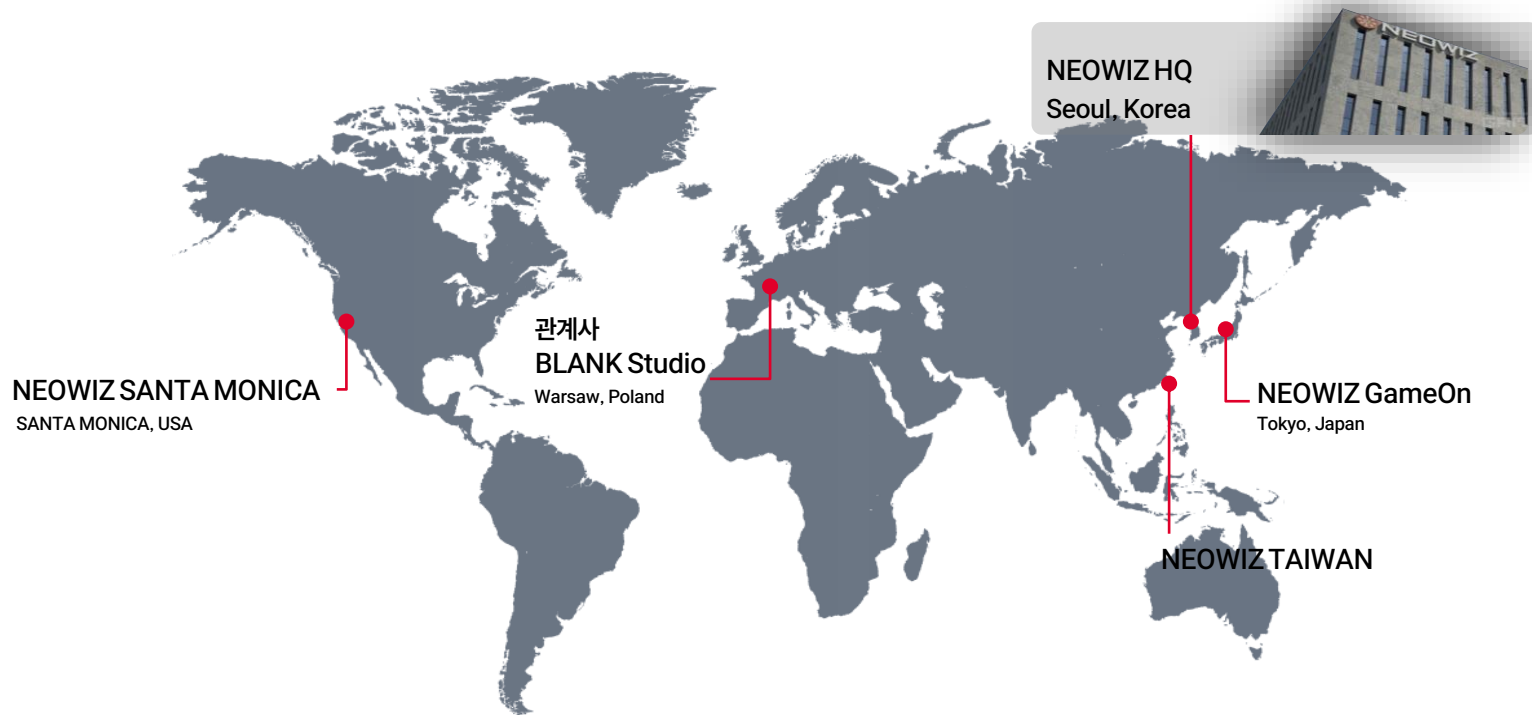 NEOWIZ
NEOWIZ HQ
Seoul, Korea
관계사
BLANK Studio
Warsaw, Poland
NEOWIZ SANTA MONICA
SANTA MONICA, USA
NEOWIZ GameOn
Tokyo, Japan
NEOWIZ TAIWAN